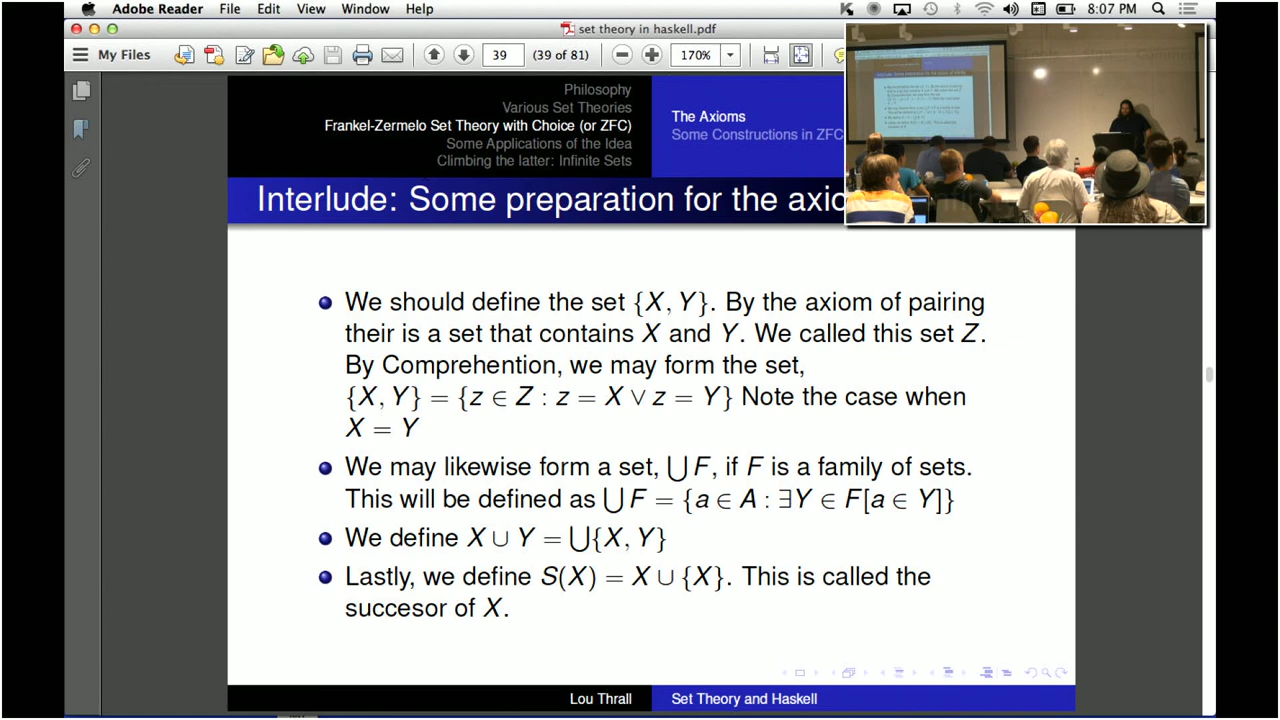 Adobe Reader File Edit View Window Help 8:07 PM
set theory in haskell.pdf
My Files 39 (39 of 81) 170%
Philosophy
Various Set Theories
Frankel-Zermelo Set Theory with Choice (or ZFC)
Some Applications of the Idea
Climbing the latter: Infinite Sets
The Axioms
Some Constructions in ZFC
Interlude: Some preparation for the
• We should define the set {X, Y}. By the axiom of pairing
their is a set that contains X and Y. We called this set Z.
By Comprehention, we may form the set,
{X, Y} = {z ∈ Z : z = X ∨ z = Y} Note the case when
X = Y
• We may likewise form a set, ⋃F, if F is a family of sets.
This will be defined as ⋃F = {a ∈ A : ∃Y ∈ F[a ∈ Y]}
• We define X ∪ Y = ⋃{X, Y}
• Lastly, we define S(X) = X ∪ {X}. This is called the
succesor of X.
Lou Thrall Set Theory and Haskell